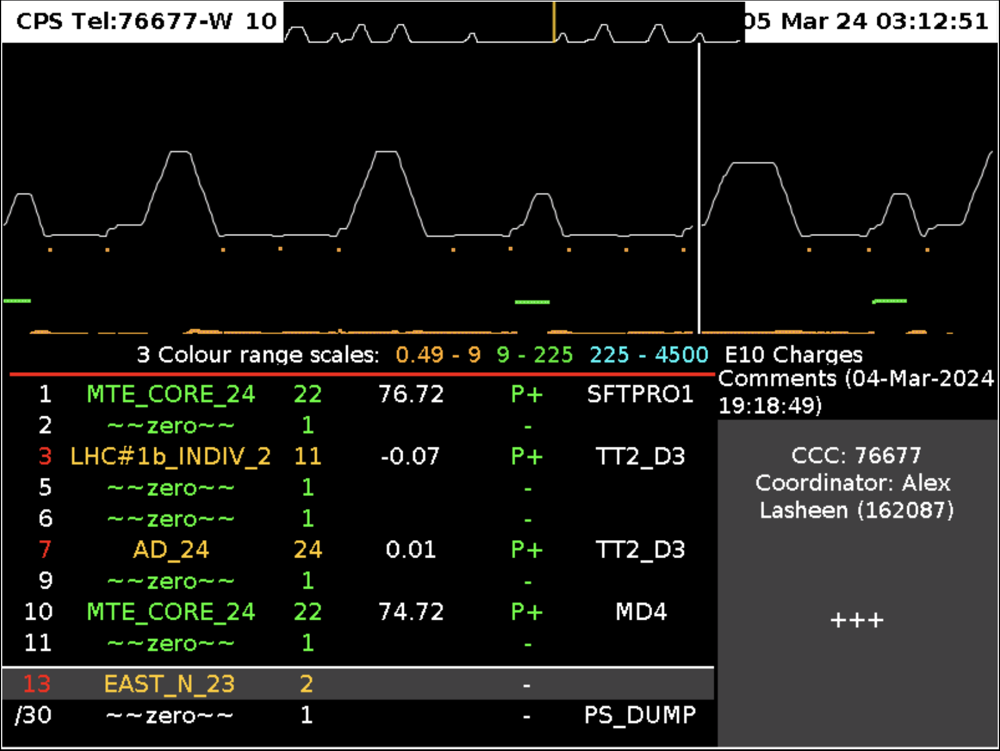 CPS Tel:76677-W 10 05 Mar 24 03:12:51
3 Colour range scales: 0.49 - 9 9 - 225 225 - 4500 E10 Charges
Comments (04-Mar-2024
19:18:49)
1 MTE_CORE_24 22 76.72 P+ SFTPRO1
2 ~~zero~~ 1 -
3 LHC#1b_INDIV_2 11 -0.07 P+ TT2_D3
5 ~~zero~~ 1 -
6 ~~zero~~ 1 -
7 AD_24 24 0.01 P+ TT2_D3
9 ~~zero~~ 1 -
10 MTE_CORE_24 22 74.72 P+ MD4
11 ~~zero~~ 1 -
13 EAST_N_23 2 -
/30 ~~zero~~ 1 - PS_DUMP
CCC: 76677
Coordinator: Alex
Lasheen (162087)
+++